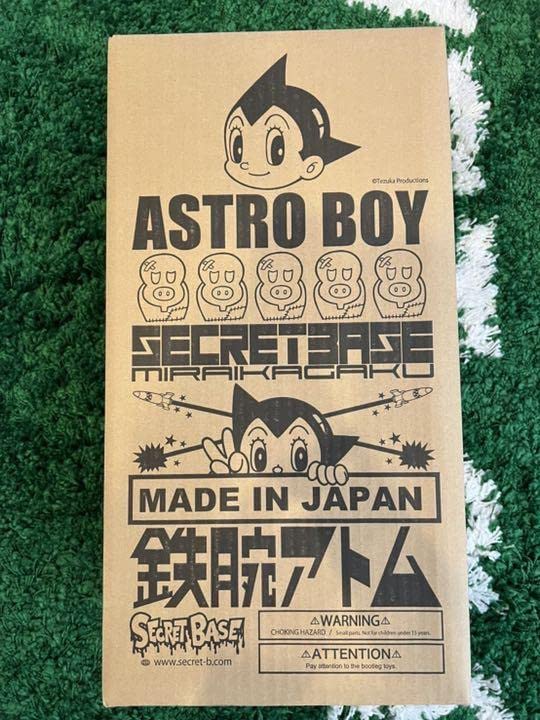 ©Tezuka Productions
ASTRO BOY
SECRETBASE
MIRAIKAGAKU
MADE IN JAPAN
鉄腕アトム
SECRET BASE
⚠WARNING⚠
CHOKING HAZARD / Small parts. Not for children under 15 years.
www.secret-b.com
⚠ATTENTION⚠
Pay attention to the bootleg toys.